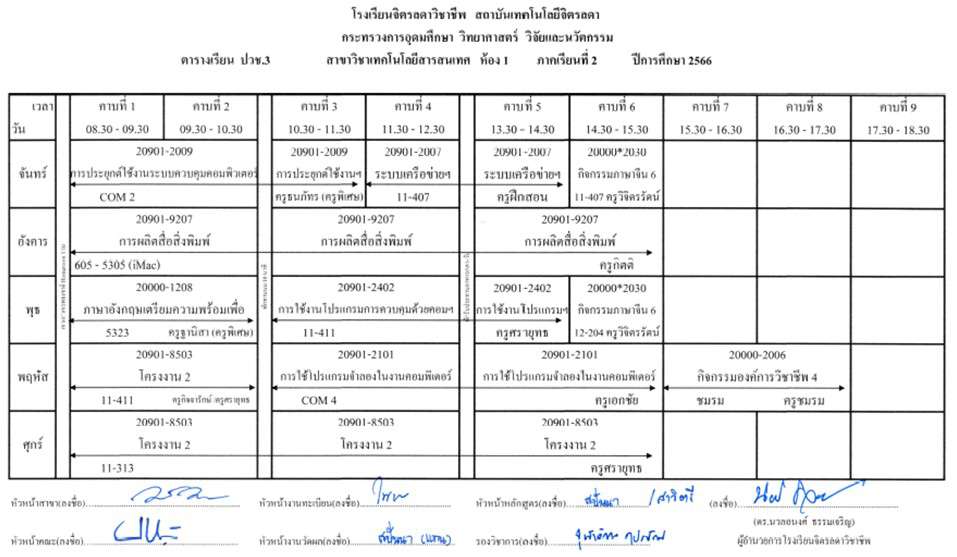 โรงเรียนจิตรลดาวิชาชีพ สถาบันเทคโนโลยีจิตรลดา
กระทรวงการอุดมศึกษา วิทยาศาสตร์ วิจัยและนวัตกรรม
ตารางเรียน ปวช.3 สาขาวิชาเทคโนโลยีสารสนเทศ ห้อง 1 ภาคเรียนที่ 2 ปีการศึกษา 2566
เวลา คาบที่ 1 คาบที่ 2 คาบที่ 3 คาบที่ 4 คาบที่ 5 คาบที่ 6 คาบที่ 7 คาบที่ 8 คาบที่ 9
วัน 08.30 - 09.30 09.30 - 10.30 10.30 - 11.30 11.30 - 12.30 13.30 - 14.30 14.30 - 15.30 15.30 - 16.30 16.30 - 17.30 17.30 - 18.30
20901-2009 20901-2009 20901-2007 20901-2007 20000*2030
จันทร์ การประยุกต์ใช้งานระบบควบคุมคอมพิวเตอร์ การประยุกต์ใช้งานฯ ระบบเครือข่ายฯ ระบบเครือข่ายฯ กิจกรรมภาษาจีน 6
COM 2 ครูธนภัทร (ครูพิเศษ) 11-407 ครูฝึกสอน 11-407 ครูวิจิตรรัตน์
20901-9207 20901-9207 20901-9207
อังคาร การผลิตสื่อสิ่งพิมพ์ การผลิตสื่อสิ่งพิมพ์ การผลิตสื่อสิ่งพิมพ์
605 - 5305 (iMac) ครูกิตติ
20000-1208 20901-2402 20901-2402 20000*2030
พุธ ภาษาอังกฤษเตรียมความพร้อมเพื่อ การใช้งานโปรแกรมการควบคุมด้วยคอมฯ การใช้งานโปรแกรมฯ กิจกรรมภาษาจีน 6
5323 ครูฐานิสา (ครูพิเศษ) 11-411 ครูศรายุทธ 12-204 ครูวิจิตรรัตน์
20901-8503 20901-2101 20901-2101 20000-2006
พฤหัส โครงงาน 2 การใช้โปรแกรมจำลองในงานคอมพิเตอร์ การใช้โปรแกรมจำลองในงานคอมพิเตอร์ กิจกรรมองค์การวิชาชีพ 4
11-411 ครูกิจจารักษ์ ครูศรายุทธ COM 4 ครูเอกชัย ชมรม ครูชมรม
20901-8503 20901-8503 20901-8503
ศุกร์ โครงงาน 2 โครงงาน 2 โครงงาน 2
11-313 ครูศรายุทธ
หัวหน้าสาขา(ลงชื่อ) หัวหน้างานทะเบียน(ลงชื่อ) หัวหน้าหลักสูตร(ลงชื่อ) (ลงชื่อ)
(ดร.นวลอนงค์ ธรรมเจริญ)
หัวหน้าคณะ(ลงชื่อ) หัวหน้างานวัดผล(ลงชื่อ) รองวิชาการ(ลงชื่อ) ผู้อำนวยการโรงเรียนจิตรลดาวิชาชีพ